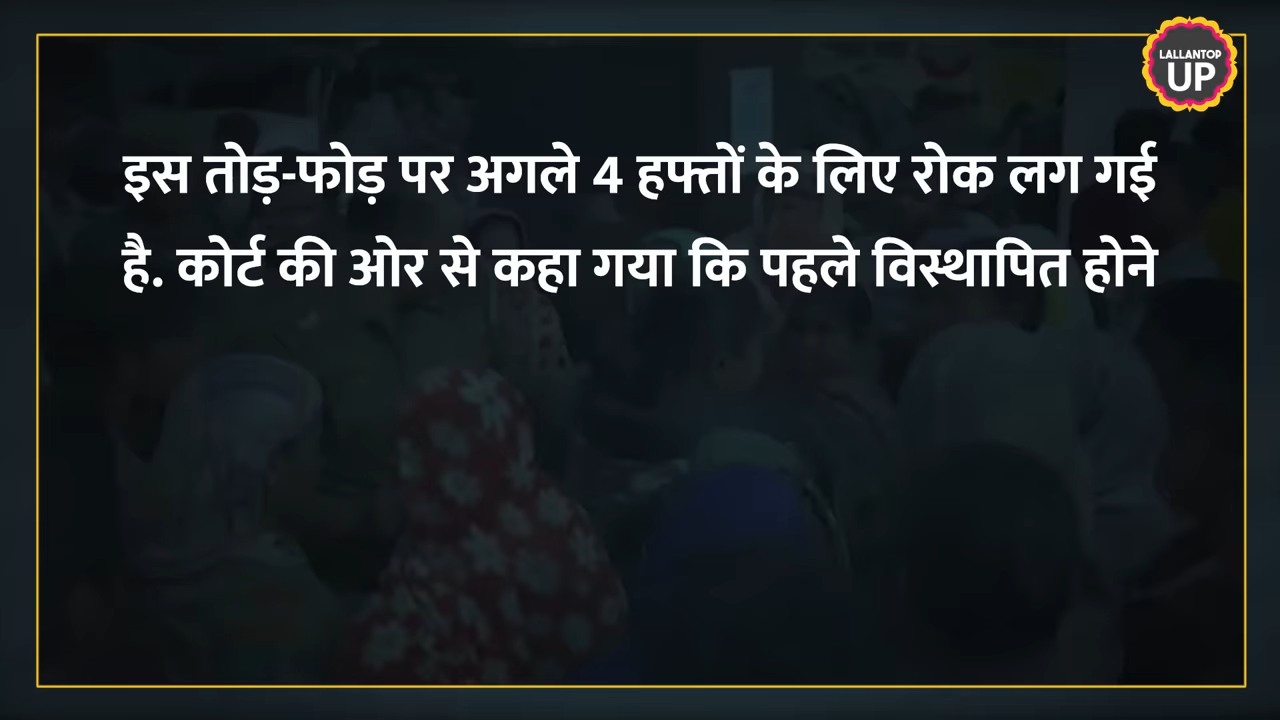 LALLANTOP
UP
इस तोड़-फोड़ पर अगले 4 हफ्तों के लिए रोक लग गई
है. कोर्ट की ओर से कहा गया कि पहले विस्थापित होने